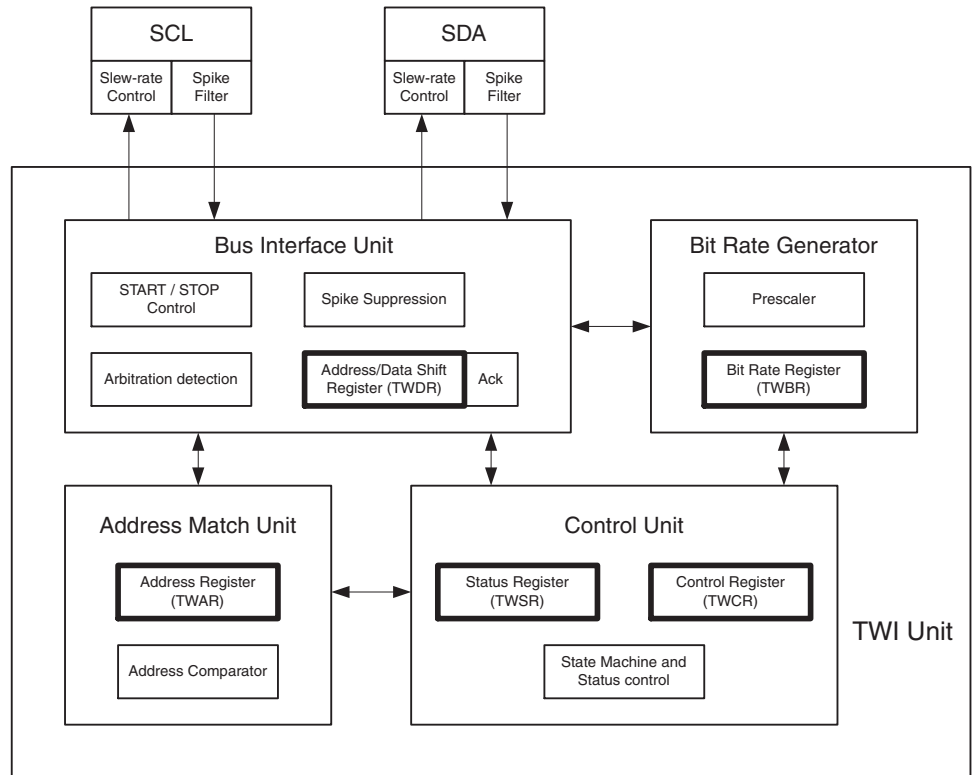 SCL
Slew-rate
Control
Spike
Filter
SDA
Slew-rate
Control
Spike
Filter
Bus Interface Unit
START / STOP
Control
Spike Suppression
Arbitration detection
Address/Data Shift
Register (TWDR)
Ack
Bit Rate Generator
Prescaler
Bit Rate Register
(TWBR)
Address Match Unit
Address Register
(TWAR)
Address Comparator
Control Unit
Status Register
(TWSR)
Control Register
(TWCR)
State Machine and
Status control
TWI Unit